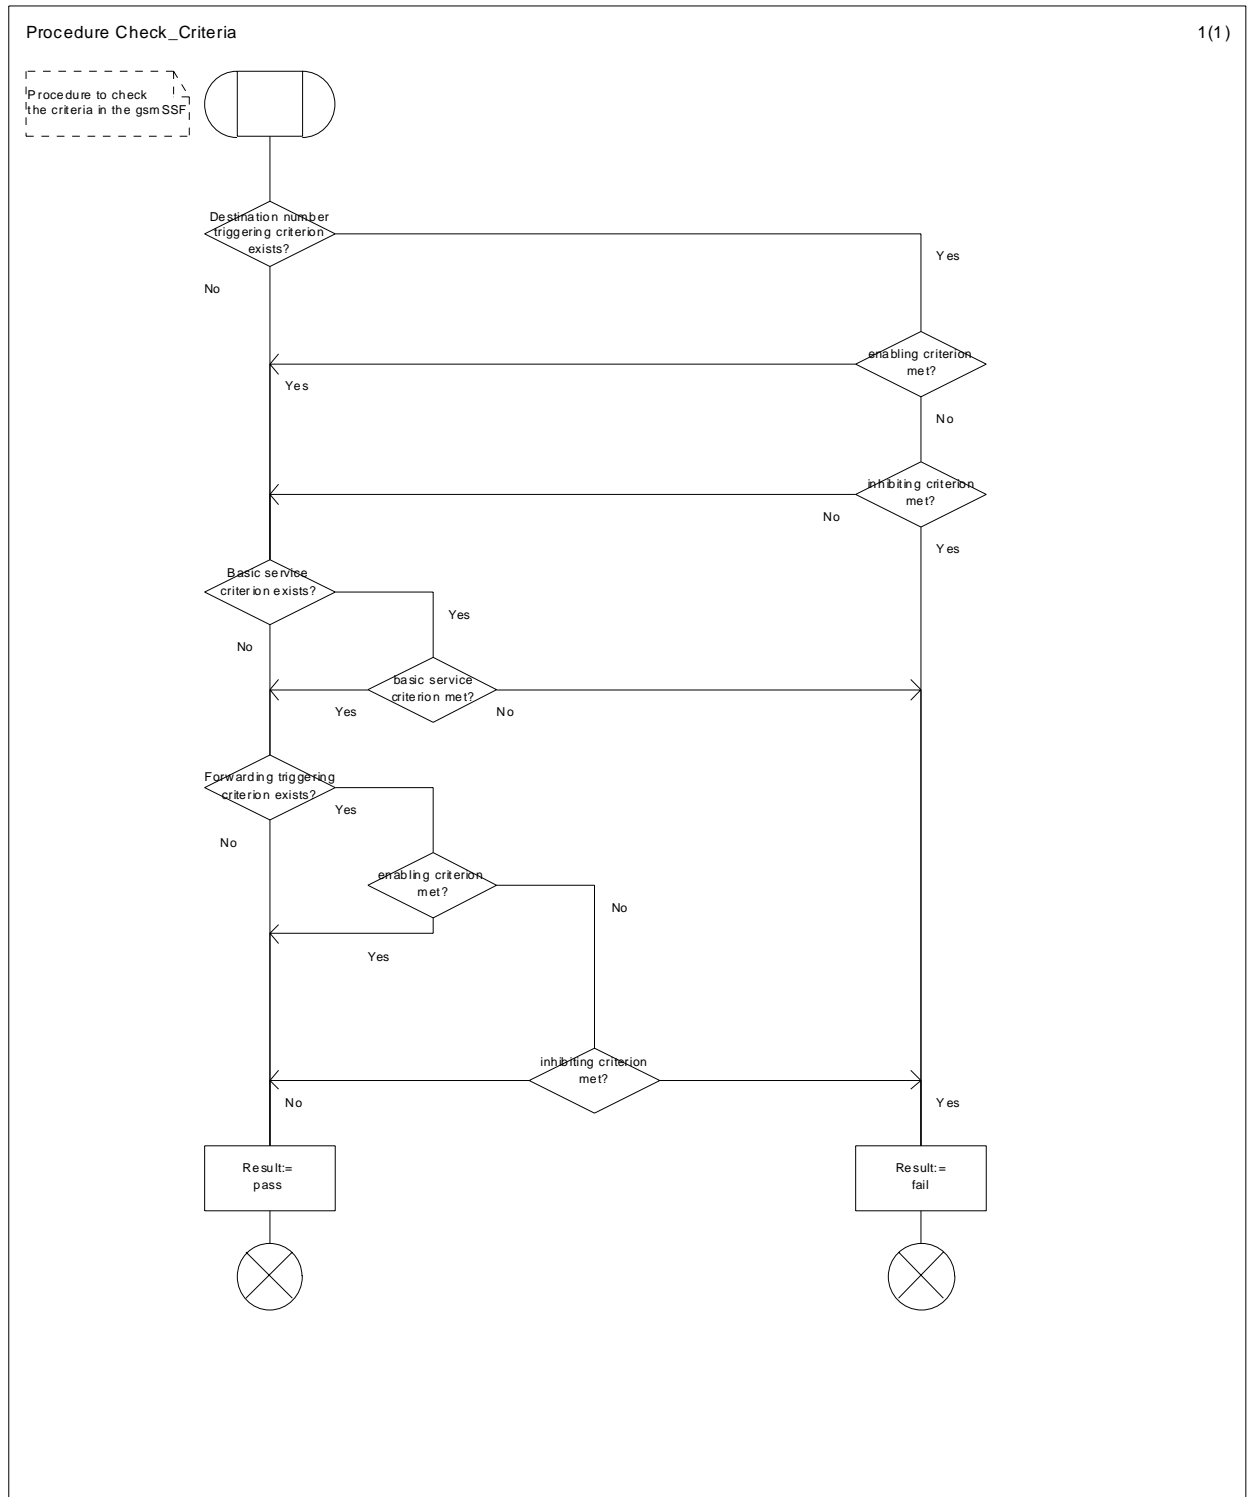 Procedure Check_Criteria
1(1)
Procedure to check
the criteria in the gsmSSF
Destination number
triggering criterion
exists?
Yes
No
enabling criterion
met?
Yes
No
inhibiting criterion
met?
No
Yes
Basic service
criterion exists?
Yes
No
basic service
criterion met?
Yes
No
Forwarding triggering
criterion exists?
Yes
No
enabling criterion
met?
No
Yes
inhibiting criterion
met?
No
Yes
Result:=
pass
Result:=
fail